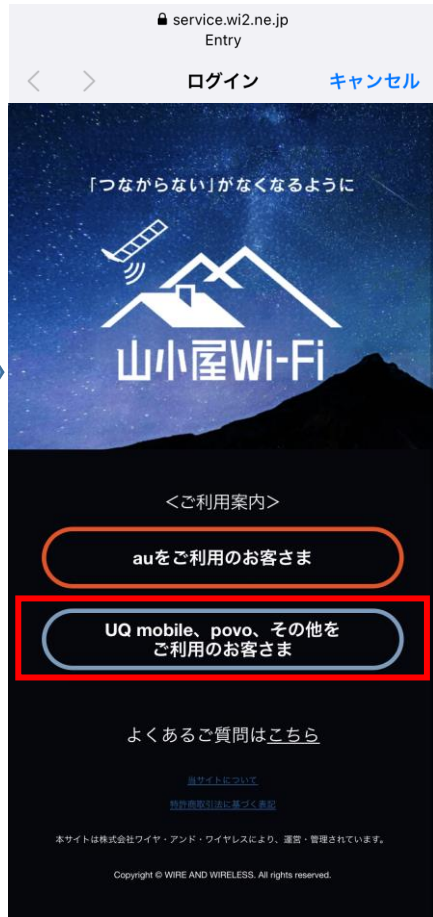 service.wi2.ne.jp
Entry
ログイン
キャンセル
「つながらない」がなくなるように
山小屋Wi-Fi
＜ご利用案内＞
auをご利用のお客さま
UQ mobile、povo、その他を
ご利用のお客さま
よくあるご質問はこちら
当サイトについて
特許商取引法に基づく表記
本サイトは株式会社ワイヤ・アンド・ワイヤレスにより、運営・管理されています。
Copyright © WIRE AND WIRELESS. All rights reserved.